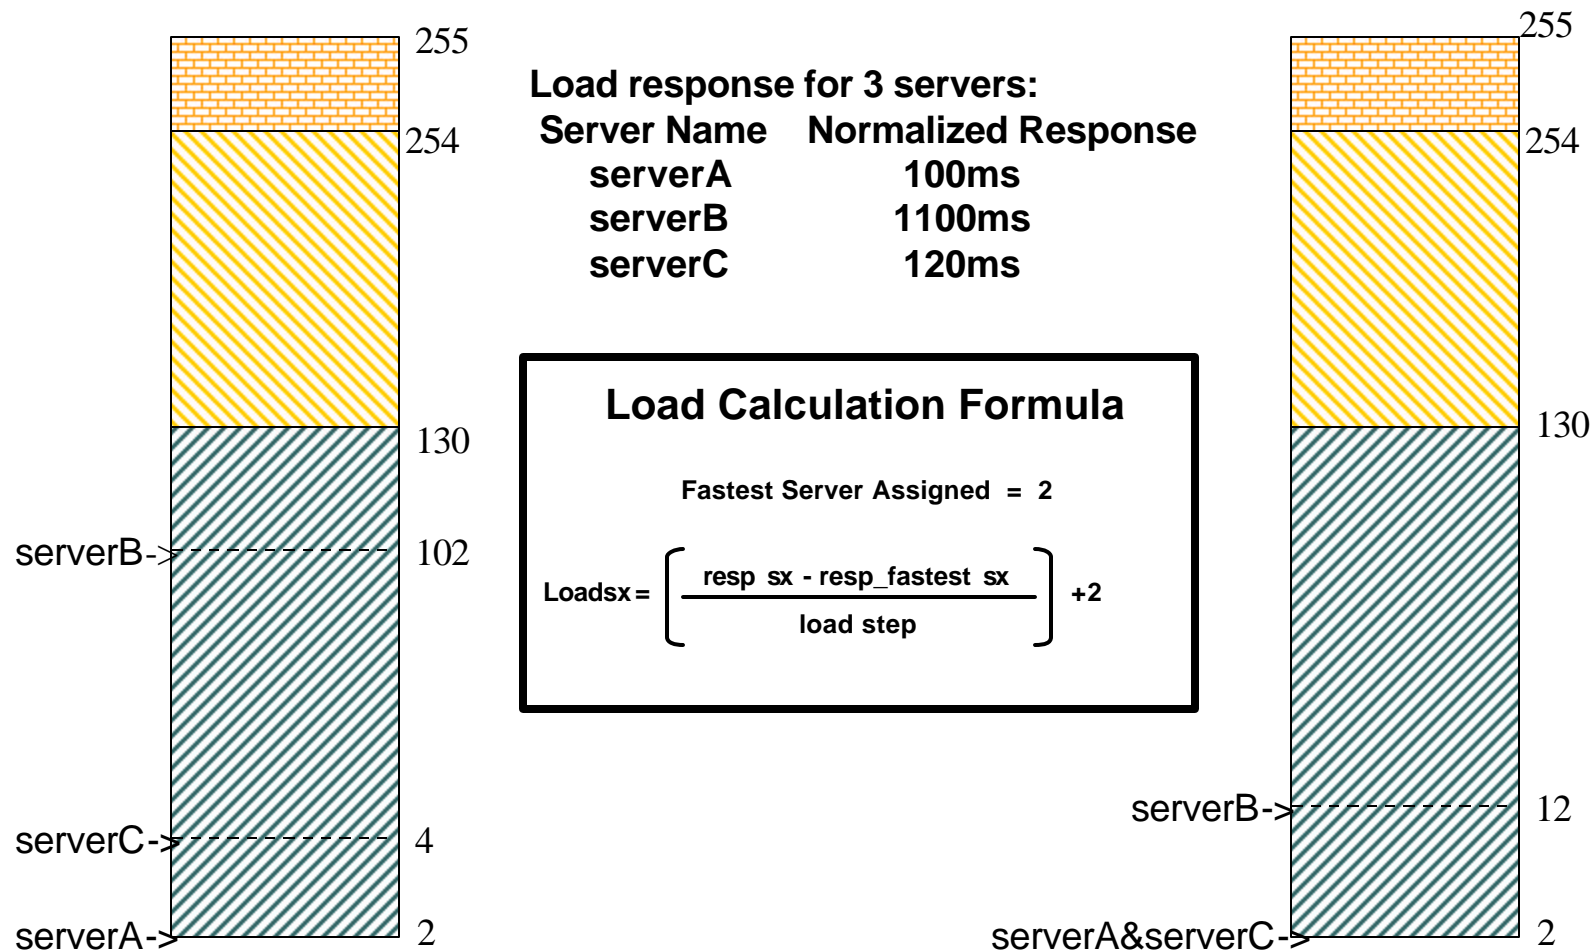 255
254
130
serverB->
102
serverC->
4
serverA->
2
Load response for 3 servers:
Server Name Normalized Response
serverA 100ms
serverB 1100ms
serverC 120ms
Load Calculation Formula
Fastest Server Assigned = 2
Loadsx = [ resp sx - resp_fastest sx
load step ] +2
255
254
130
serverB->
12
serverA&serverC->
2